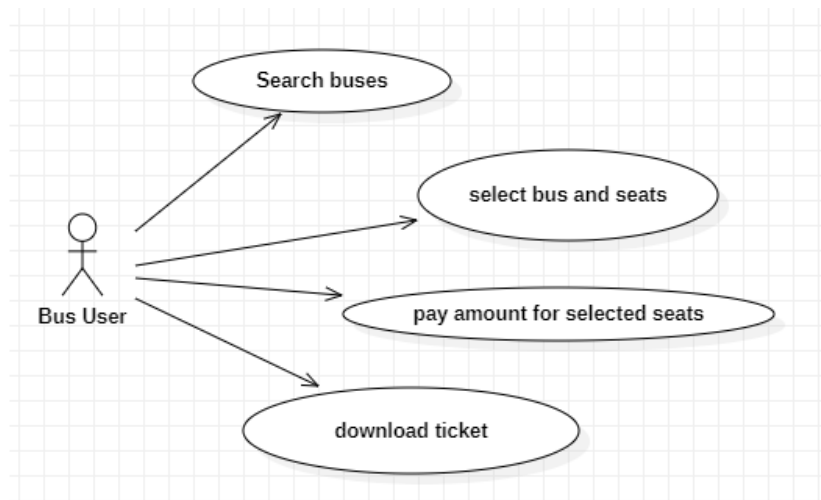 Search buses
select bus and seats
Bus User
pay amount for selected seats
download ticket